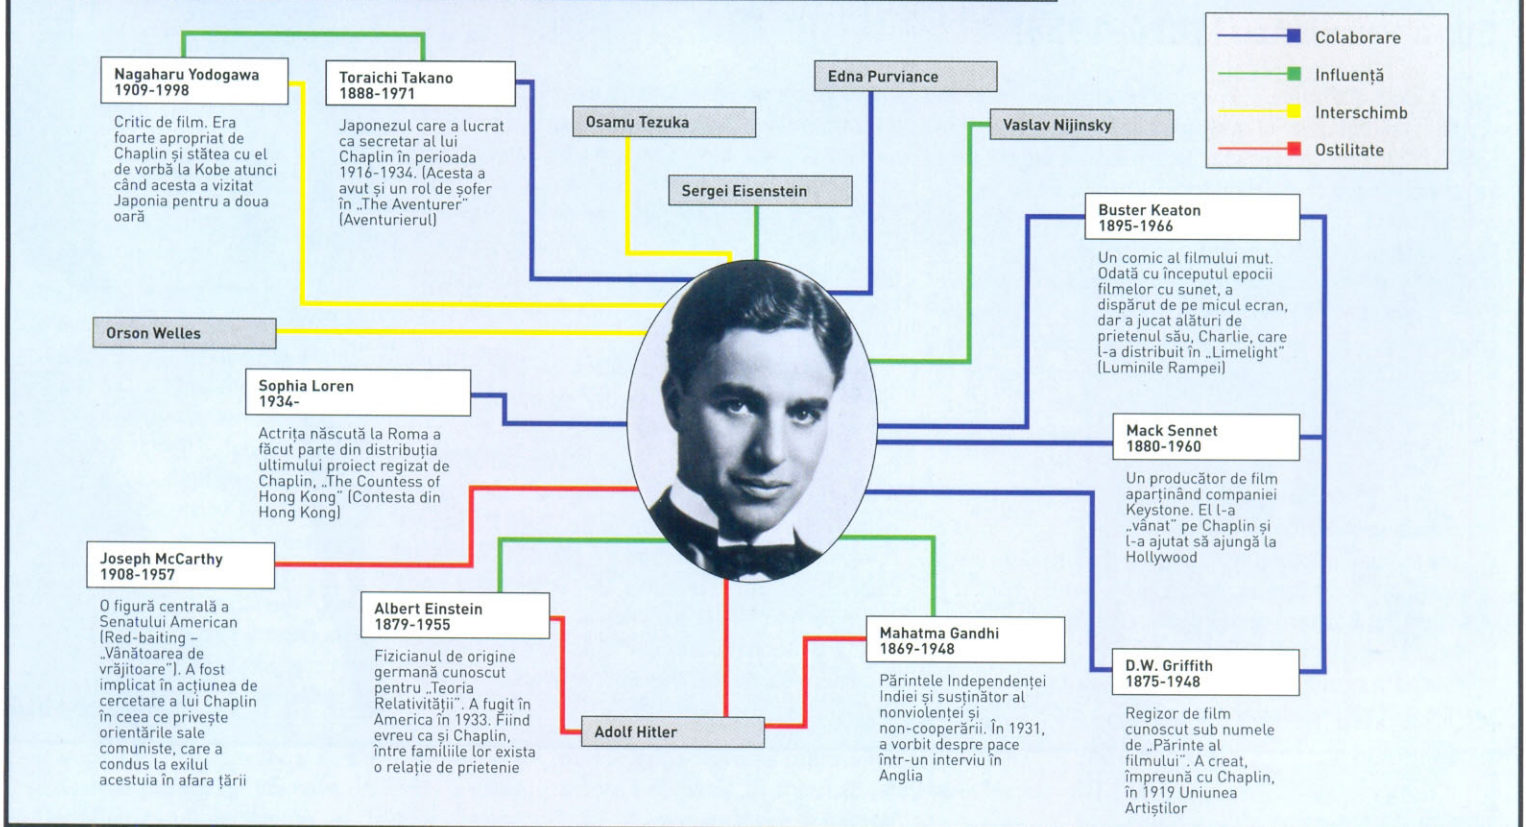 Nagaharu Yodogawa
1909-1998
Critic de film. Era
foarte apropriat de
Chaplin și stătea cu el
de vorbă la Kobe atunci
când acesta a vizitat
Japonia pentru a doua
oară
Toraichi Takano
1888-1971
Japonezul care a lucrat
ca secretar al lui
Chaplin în perioada
1916-1934. (Acesta a
avut și un rol de șofer
în „The Aventurer”
(Aventurierul)
Osamu Tezuka
Sergei Eisenstein
Edna Purviance
Vaslav Nijinsky
Colaborare
Influență
Interschimb
Ostilitate
Buster Keaton
1895-1966
Un comic al filmului mut.
Odată cu începutul epocii
filmelor cu sunet, a
dispărut de pe micul ecran,
dar a jucat alături de
prietenul său, Charlie, care
l-a distribuit în „Limelight”
(Luminile Rampei)
Orson Welles
Sophia Loren
1934-
Actrița născută la Roma a
făcut parte din distribuția
ultimului proiect regizat de
Chaplin, „The Countess of
Hong Kong” (Contesta din
Hong Kong)
Mack Sennet
1880-1960
Un producător de film
aparținând companiei
Keystone. El l-a
„vânat” pe Chaplin și
l-a ajutat să ajungă la
Hollywood
Joseph McCarthy
1908-1957
O figură centrală a
Senatului American
(Red-baiting –
„Vânătoarea de
vrăjitoare”). A fost
implicat în acțiunea de
cercetare a lui Chaplin
în ceea ce privește
orientările sale
comuniste, care a
condus la exilul
acestuia în afara țării
Albert Einstein
1879-1955
Fizicianul de origine
germană cunoscut
pentru „Teoria
Relativității”. A fugit în
America în 1933. Fiind
evreu ca și Chaplin,
între familiile lor exista
o relație de prietenie
Adolf Hitler
Mahatma Gandhi
1869-1948
Părintele Independenței
Indiei și susținător al
nonviolenței și
non-cooperării. În 1931,
a vorbit despre pace
într-un interviu în
Anglia
D.W. Griffith
1875-1948
Regizor de film
cunoscut sub numele
de „Părinte al
filmului”. A creat,
împreună cu Chaplin,
în 1919 Uniunea
Artiștilor